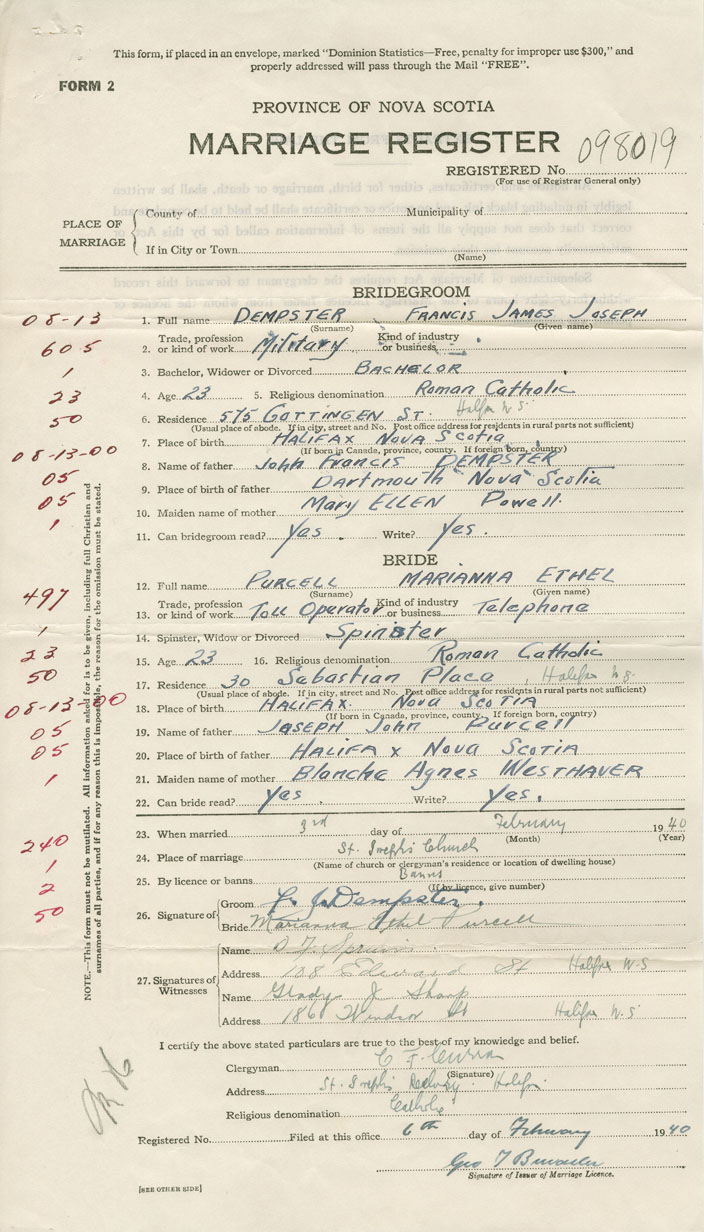 This form, if placed in an envelope, marked "Dominion Statistics—Free, penalty for improper use $300," and
properly addressed will pass through the Mail "FREE".
FORM 2
PROVINCE OF NOVA SCOTIA
MARRIAGE REGISTER 098019
REGISTERED No.
(For use of Registrar General only)
PLACE OF MARRIAGE
County of Municipality of
If in City or Town
(Name)
BRIDEGROOM
08-13 1. Full name DEMPSTER FRANCIS JAMES JOSEPH
(Surname) (Given name)
605 2. Trade, profession or kind of work Military Kind of industry or business
1 3. Bachelor, Widower or Divorced BACHELOR
23 4. Age 23 5. Religious denomination Roman Catholic
50 6. Residence 575 GOTTINGEN ST. Halifax N.S.
(Usual place of abode. If in city, street and No. Post office address for residents in rural parts not sufficient)
08-13-00 7. Place of birth HALIFAX NOVA SCOTIA
(If born in Canada, province, county. If foreign born, country)
05 8. Name of father John Francis DEMPSTER
05 9. Place of birth of father Dartmouth Nova Scotia
10. Maiden name of mother Mary ELLEN Powell.
1 11. Can bridegroom read? Yes. Write? Yes.
BRIDE
12. Full name PURCELL MARIANNA ETHEL
(Surname) (Given name)
497 13. Trade, profession or kind of work Toll Operator Kind of industry or business Telephone
1 14. Spinster, Widow or Divorced Spinster
23 15. Age 23 16. Religious denomination Roman Catholic
50 17. Residence 30 Sebastian Place, Halifax N.S.
(Usual place of abode. If in city, street and No. Post office address for residents in rural parts not sufficient)
08-13-00 18. Place of birth HALIFAX. NOVA SCOTIA
(If born in Canada, province, county. If foreign born, country)
05 19. Name of father JOSEPH JOHN Purcell
05 20. Place of birth of father HALIFAX NOVA SCOTIA
1 21. Maiden name of mother Blanche Agnes WESTHAVER
22. Can bride read? Yes. Write? Yes.
23. When married 3rd day of February 1940
(Month) (Year)
240 24. Place of marriage St. Joseph's Church
(Name of church or clergyman's residence or location of dwelling house)
1 25. By licence or banns Banns
(If by licence, give number)
2 26. Signature of Groom F. J. Dempster.
50 Bride Marianna Ethel Purcell
27. Signatures of Witnesses
Name
Address 108 Edward St Halifax N.S
Name Glady J Sharp
Address 186 Windsor St Halifax N.S
NOTE.—This form must not be mutilated. All information asked for is to be given, including full Christian and
surnames of all parties, and if for any reason this is impossible, the reason for the omission must be stated.
I certify the above stated particulars are true to the best of my knowledge and belief.
Clergyman C F Curran
(Signature)
Address St. Joseph's Rectory. Halifax
Religious denomination Catholic
Registered No. Filed at this office 6th day of February 1940
Signature of Issuer of Marriage Licence.
[SEE OTHER SIDE]